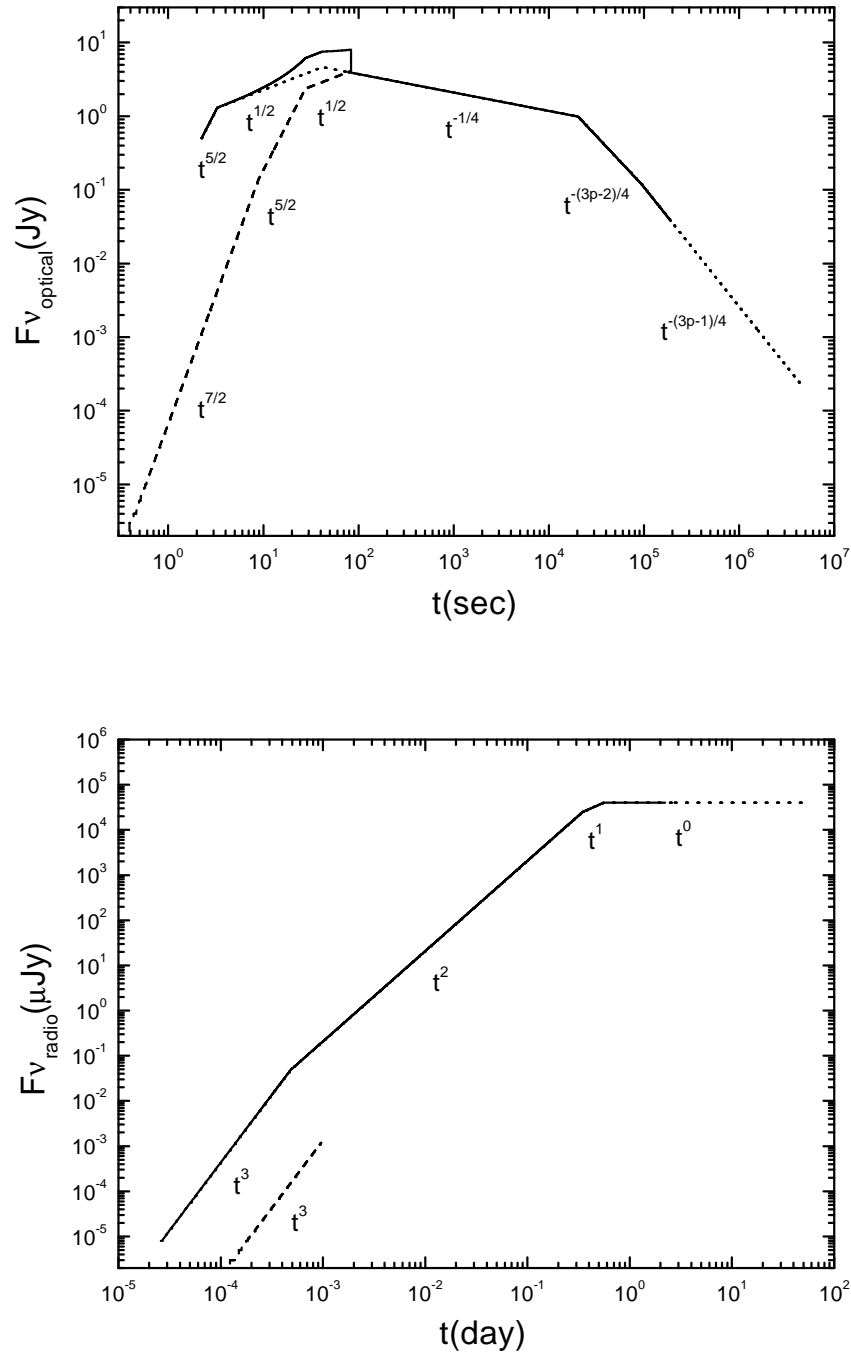 10^1
10^0
10^-1
10^-2
10^-3
10^-4
10^-5
Fν_optical(Jy)
t^5/2
t^1/2
t^1/2
t^5/2
t^7/2
t^-1/4
t^-(3p-2)/4
t^-(3p-1)/4
10^0 10^1 10^2 10^3 10^4 10^5 10^6 10^7
t(sec)
10^6
10^5
10^4
10^3
10^2
10^1
10^0
10^-1
10^-2
10^-3
10^-4
10^-5
Fν_radio(μJy)
t^1
t^0
t^2
t^3
t^3
10^-5 10^-4 10^-3 10^-2 10^-1 10^0 10^1 10^2
t(day)